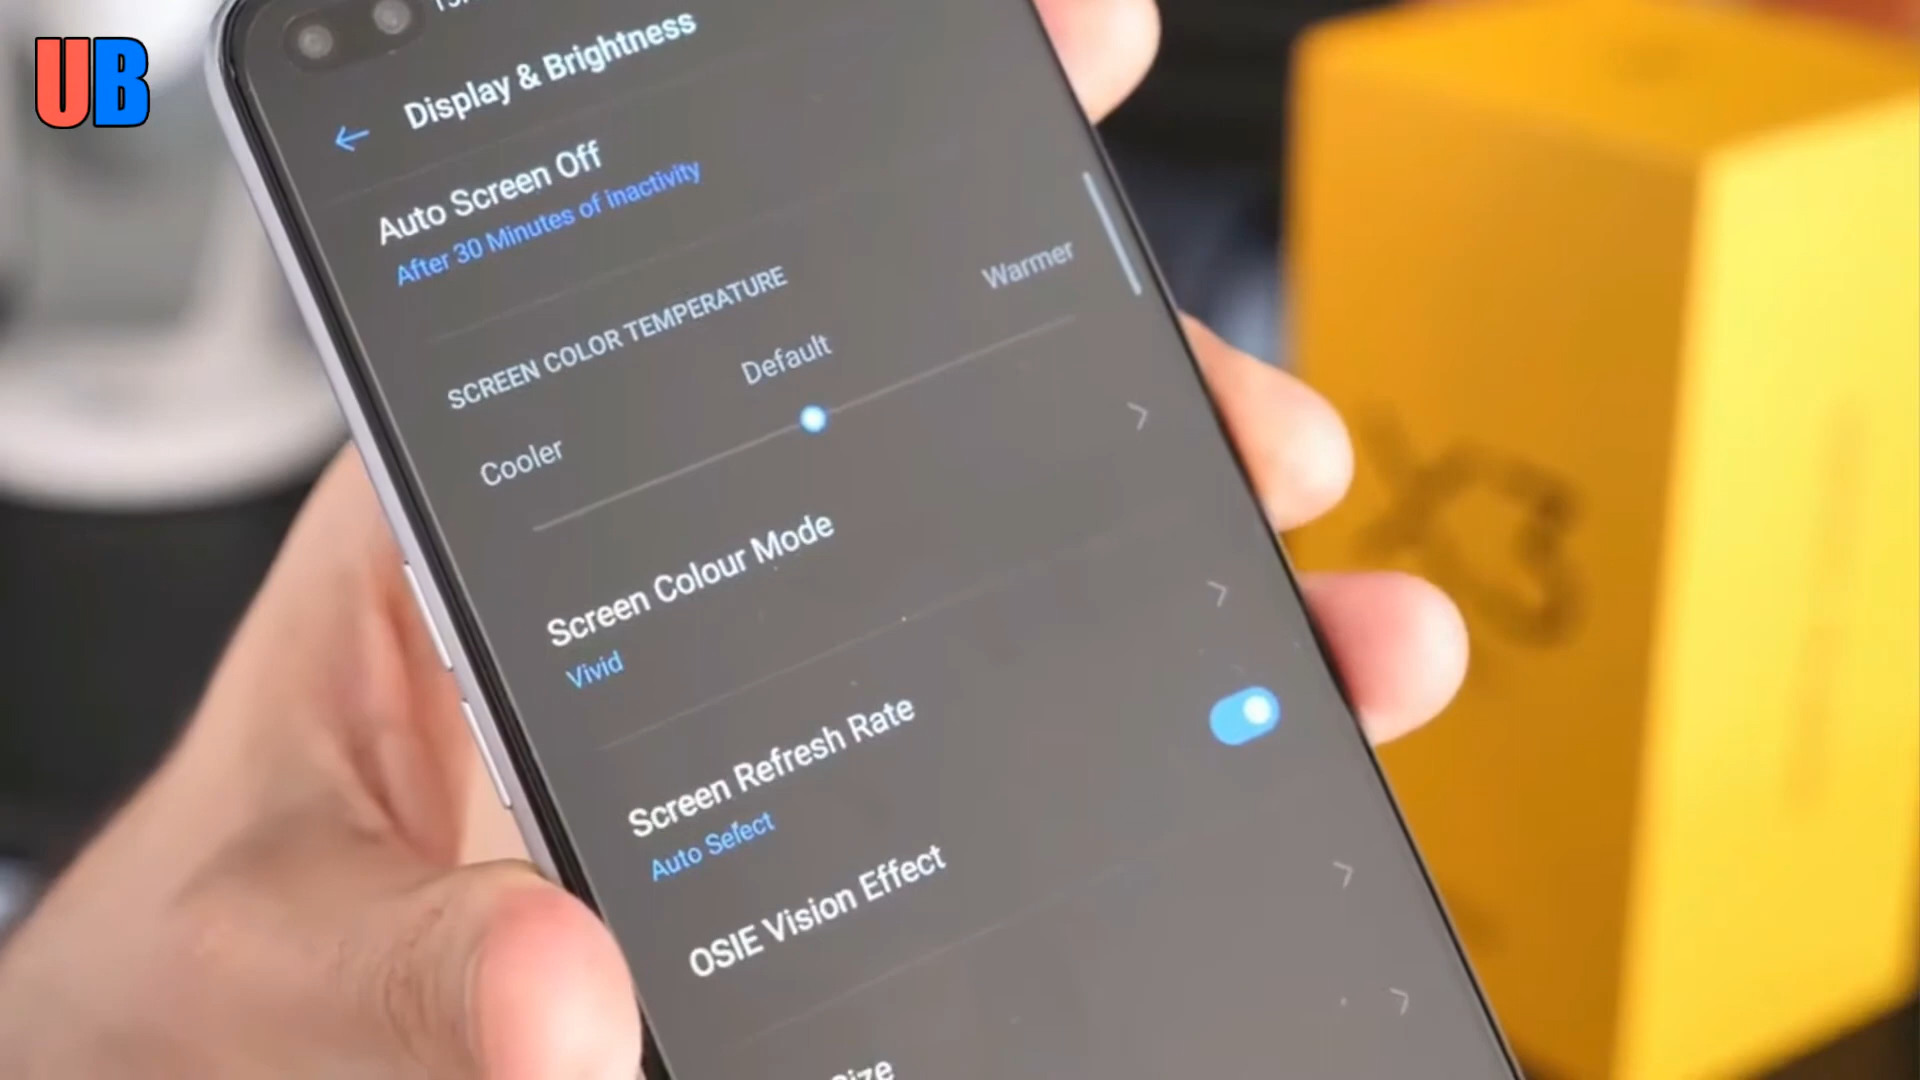 UB
Display & Brightness
Auto Screen Off
After 30 Minutes of inactivity
SCREEN COLOR TEMPERATURE
Cooler
Default
Warmer
Screen Colour Mode
Vivid
Screen Refresh Rate
Auto Select
OSIE Vision Effect
X3